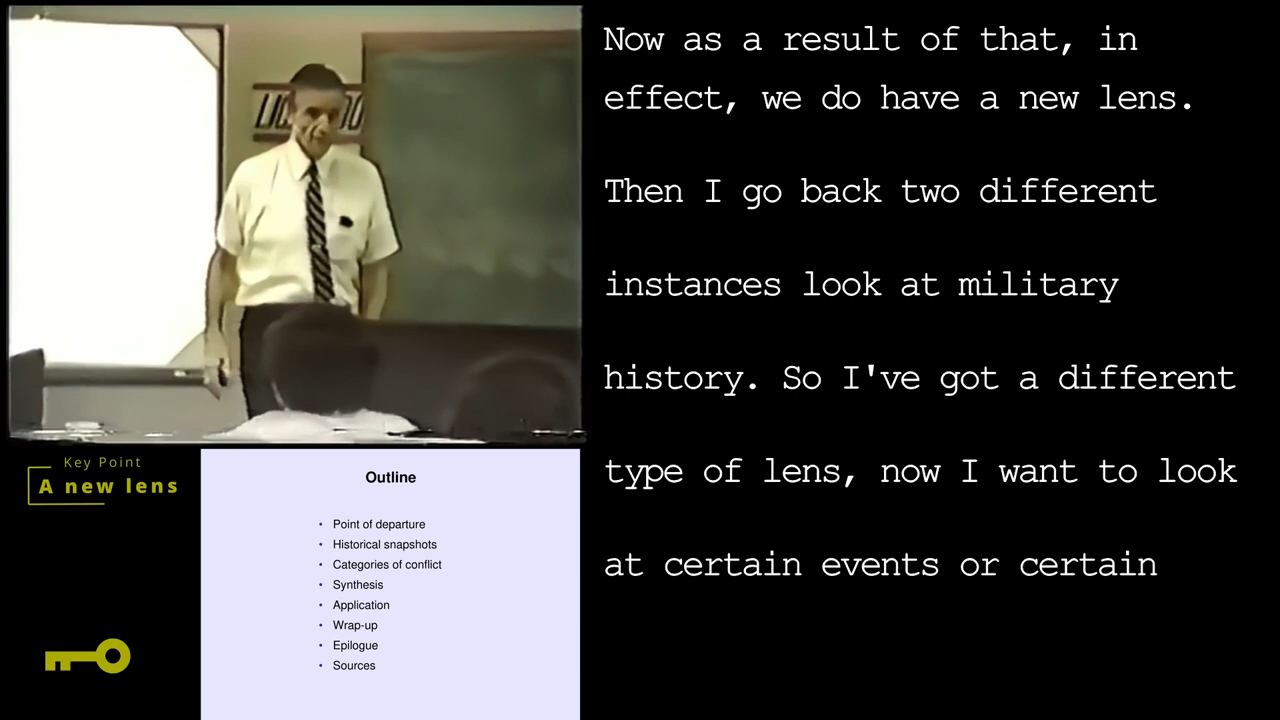 Now as a result of that, in
effect, we do have a new lens.
Then I go back two different
instances look at military
history. So I've got a different
type of lens, now I want to look
at certain events or certain
Key Point
A new lens
Outline
• Point of departure
• Historical snapshots
• Categories of conflict
• Synthesis
• Application
• Wrap-up
• Epilogue
• Sources